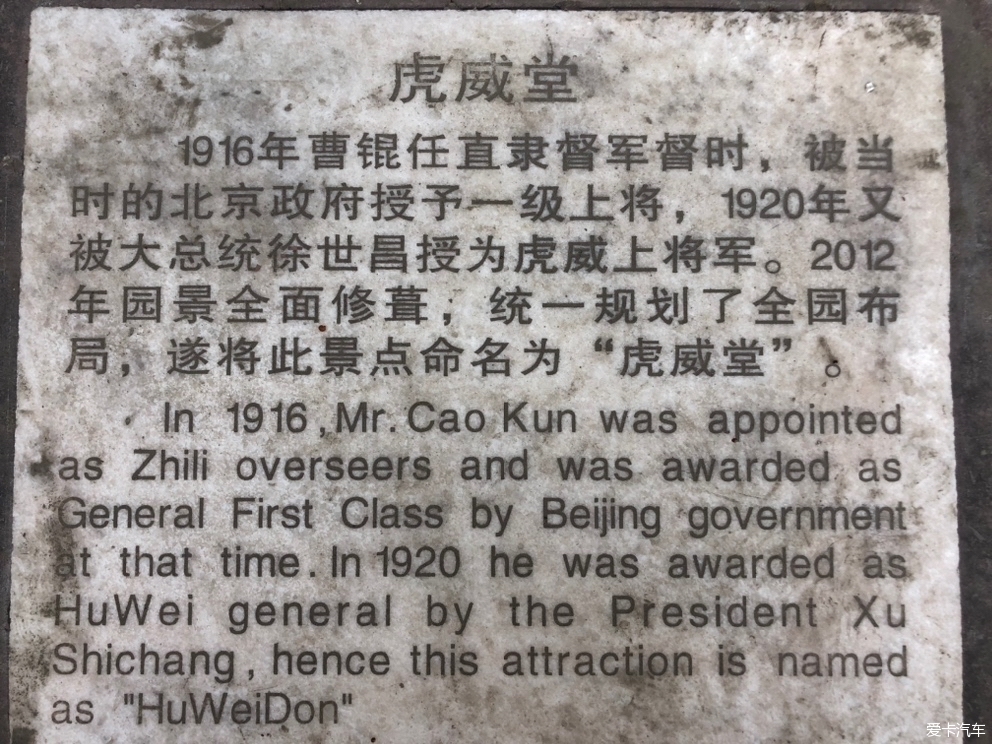 虎威堂
1916年曹锟任直隶督军督时，被当
时的北京政府授予一级上将，1920年又
被大总统徐世昌授为虎威上将军。2012
年园景全面修葺，统一规划了全园布
局，遂将此景点命名为“虎威堂”。
In 1916,Mr.Cao Kun was appointed
as Zhili overseers and was awarded as
General First Class by Beijing government
at that time.In 1920 he was awarded as
HuWei general by the President Xu
Shichang,hence this attraction is named
as "HuWeiDon"
爱卡汽车